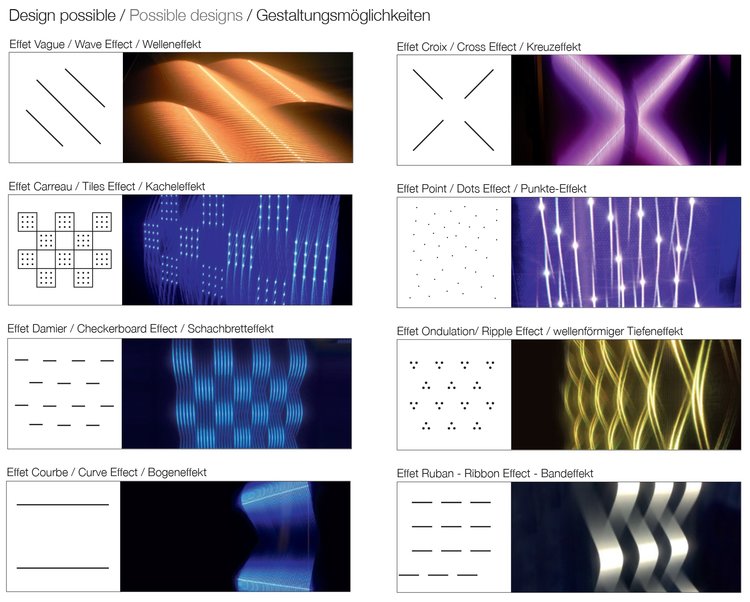 Design possible / Possible designs / Gestaltungsmöglichkeiten
Effet Vague / Wave Effect / Welleneffekt
Effet Croix / Cross Effect / Kreuzeffekt
Effet Carreau / Tiles Effect / Kacheleffekt
Effet Point / Dots Effect / Punkte-Effekt
Effet Damier / Checkerboard Effect / Schachbretteffekt
Effet Ondulation/ Ripple Effect / wellenförmiger Tiefeneffekt
Effet Courbe / Curve Effect / Bogeneffekt
Effet Ruban - Ribbon Effect - Bandeffekt